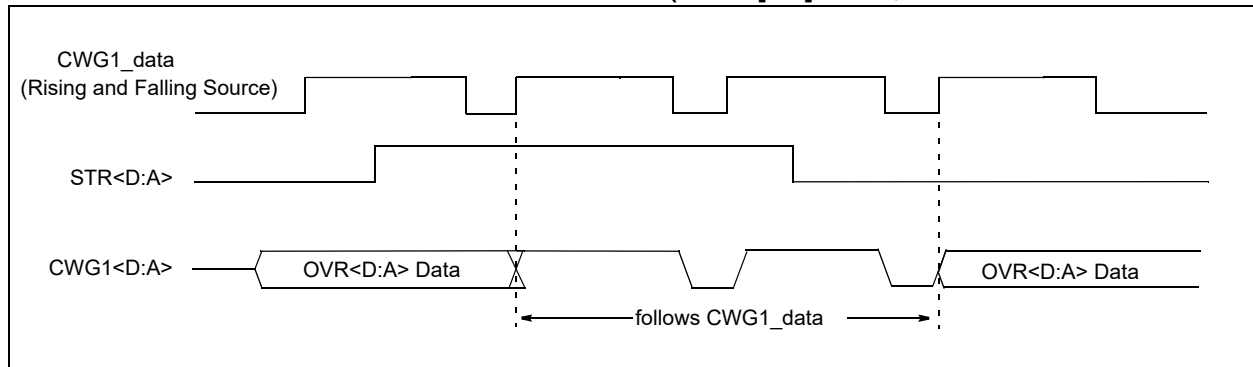 CWG1_data
(Rising and Falling Source)
STR<D:A>
CWG1<D:A>
OVR<D:A> Data
OVR<D:A> Data
follows CWG1_data